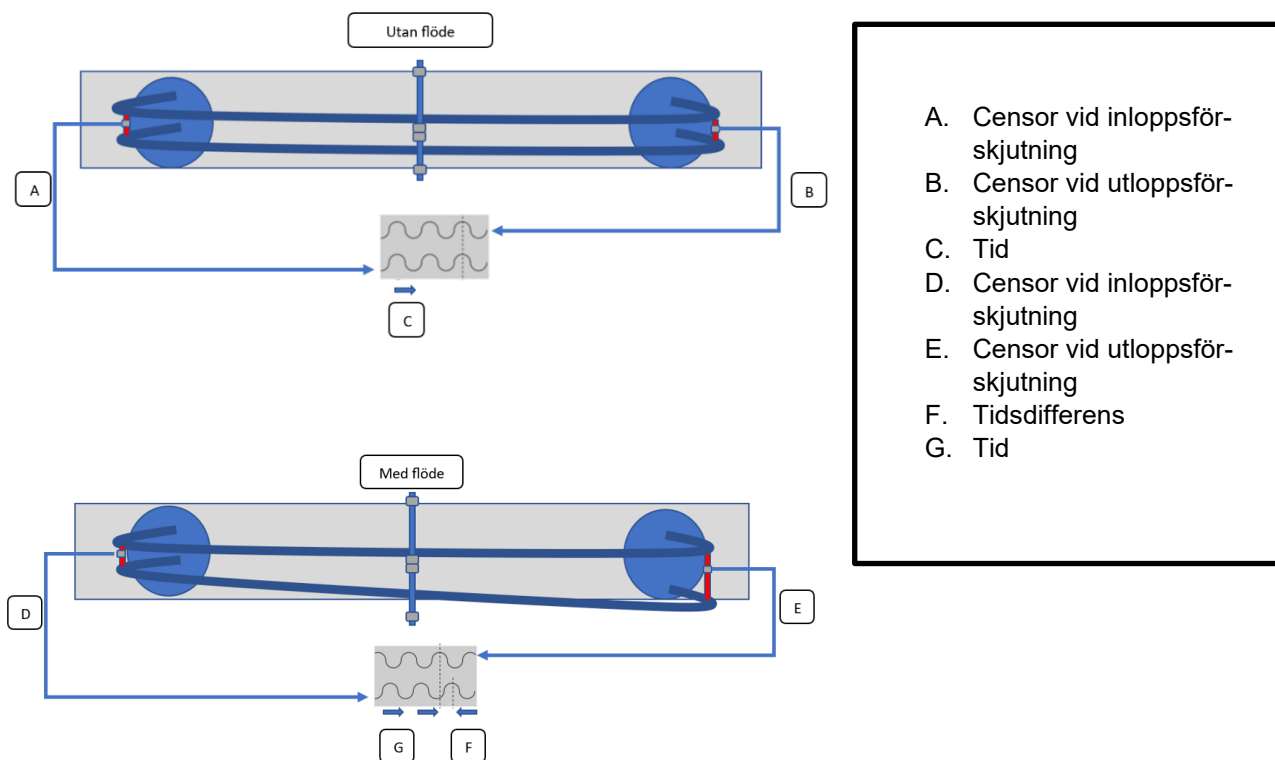 Utan flöde
A
B
C
Med flöde
D
E
G
F
A. Censor vid inloppsför-
skjutning
B. Censor vid utloppsför-
skjutning
C. Tid
D. Censor vid inloppsför-
skjutning
E. Censor vid utloppsför-
skjutning
F. Tidsdifferens
G. Tid